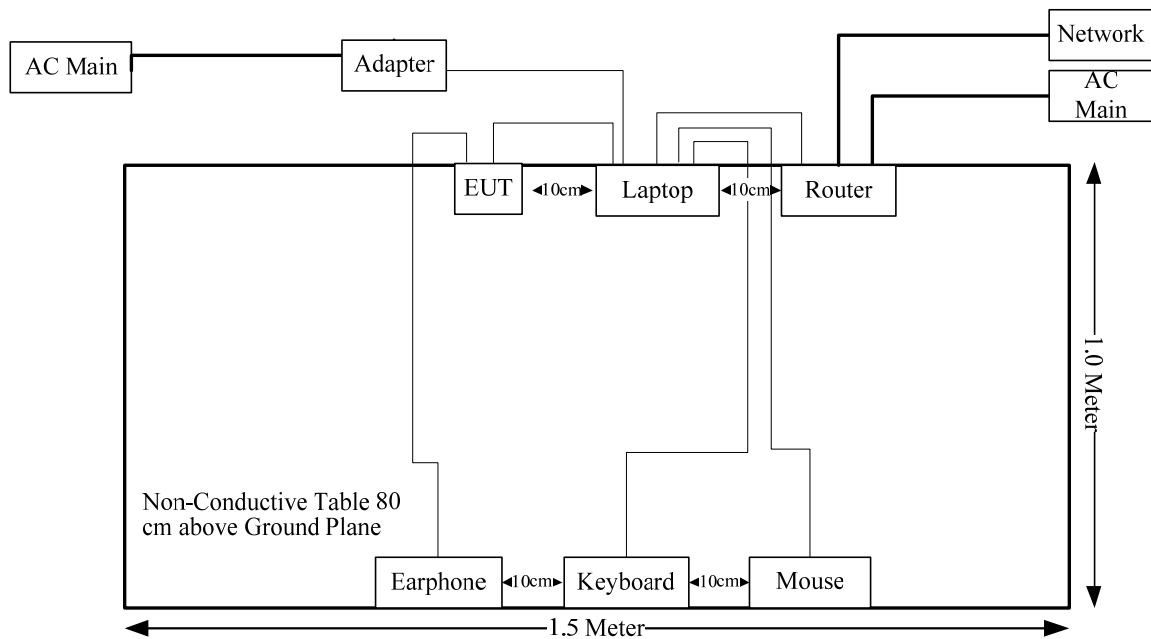 Network
AC Main
Adapter
AC
Main
EUT
10cm
Laptop
10cm
Router
1.0 Meter
Non-Conductive Table 80
cm above Ground Plane
Earphone
10cm
Keyboard
10cm
Mouse
1.5 Meter